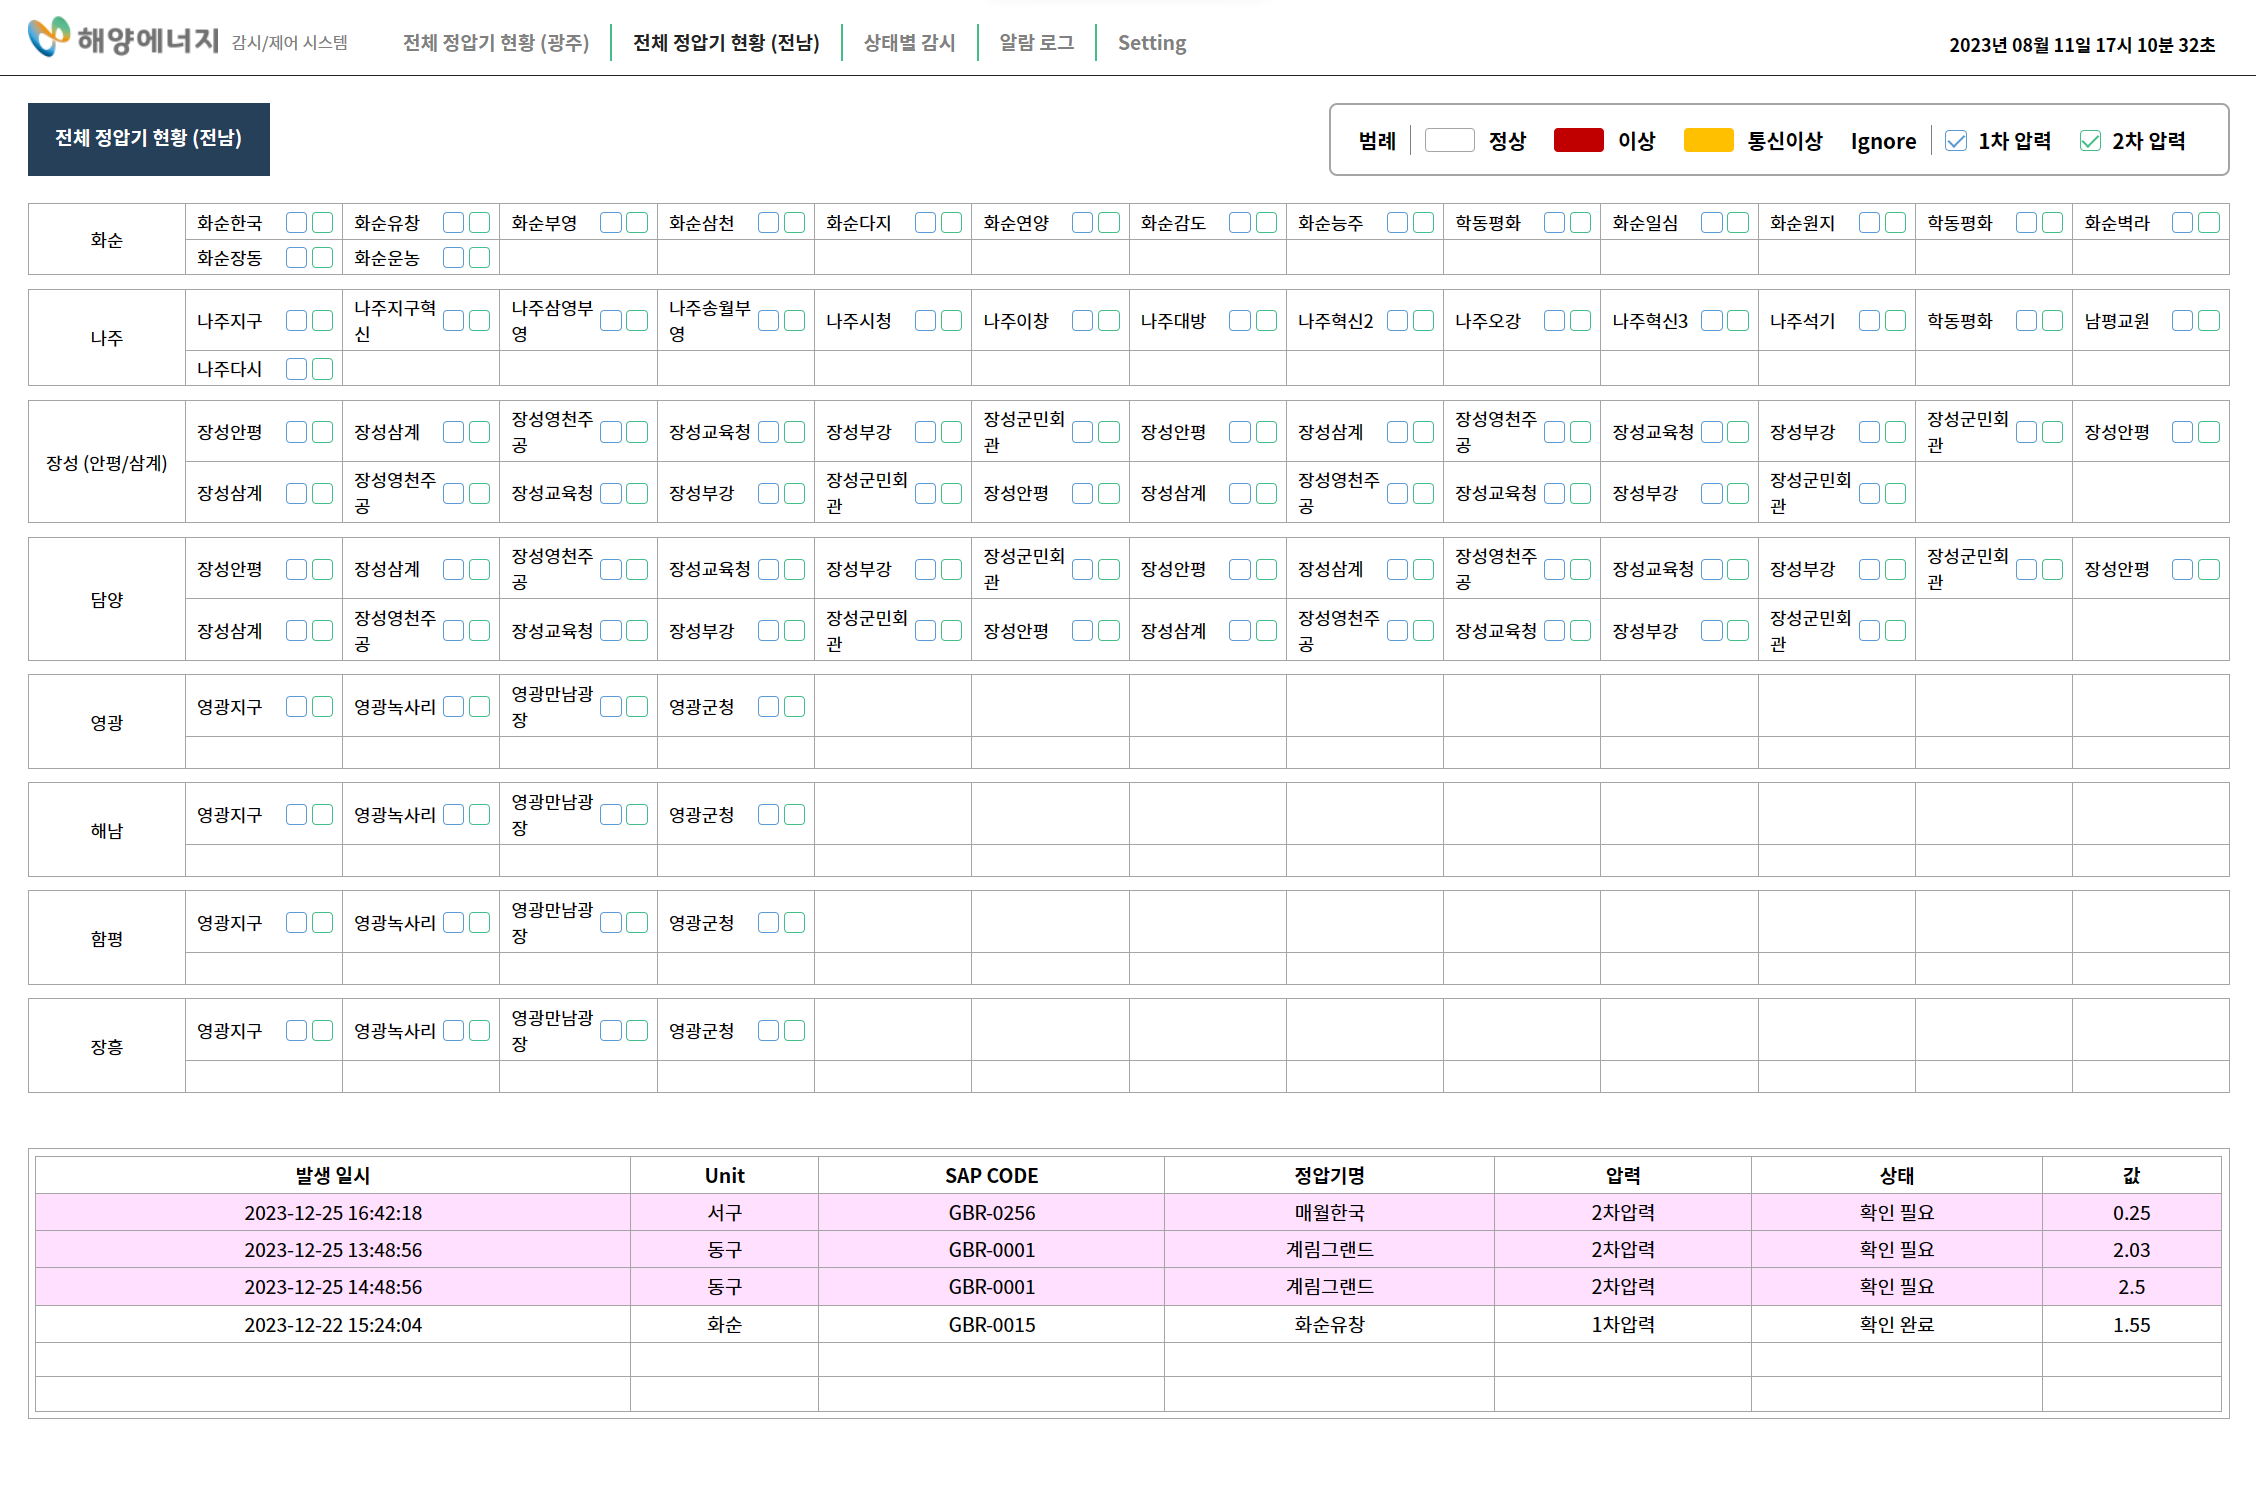 해양에너지 감시/제어 시스템 전체 정압기 현황 (광주) 전체 정압기 현황 (전남) 상태별 감시 알람 로그 Setting 2023년 08월 11일 17시 10분 32초
전체 정압기 현황 (전남) 범례 정상 이상 통신이상 Ignore 1차 압력 2차 압력
화순
화순한국 화순유창 화순부영 화순삼천 화순다지 화순연양 화순감도 화순능주 학동평화 화순일심 화순원지 학동평화 화순벽라
화순장동 화순운농
나주
나주지구 나주지구혁신 나주삼영부영 나주송월부영 나주시청 나주이창 나주대방 나주혁신2 나주오강 나주혁신3 나주석기 학동평화 남평교원
나주다시
장성 (안평/삼계)
장성안평 장성삼계 장성영천주공 장성교육청 장성부강 장성군민회관 장성안평 장성삼계 장성영천주공 장성교육청 장성부강 장성군민회관 장성안평
장성삼계 장성영천주공 장성교육청 장성부강 장성군민회관 장성안평 장성삼계 장성영천주공 장성교육청 장성부강 장성군민회관
담양
장성안평 장성삼계 장성영천주공 장성교육청 장성부강 장성군민회관 장성안평 장성삼계 장성영천주공 장성교육청 장성부강 장성군민회관 장성안평
장성삼계 장성영천주공 장성교육청 장성부강 장성군민회관 장성안평 장성삼계 장성영천주공 장성교육청 장성부강 장성군민회관
영광
영광지구 영광녹사리 영광만남광장 영광군청
해남
영광지구 영광녹사리 영광만남광장 영광군청
함평
영광지구 영광녹사리 영광만남광장 영광군청
장흥
영광지구 영광녹사리 영광만남광장 영광군청
발생 일시 Unit SAP CODE 정압기명 압력 상태 값
2023-12-25 16:42:18 서구 GBR-0256 매월한국 2차압력 확인 필요 0.25
2023-12-25 13:48:56 동구 GBR-0001 계림그랜드 2차압력 확인 필요 2.03
2023-12-25 14:48:56 동구 GBR-0001 계림그랜드 2차압력 확인 필요 2.5
2023-12-22 15:24:04 화순 GBR-0015 화순유창 1차압력 확인 완료 1.55